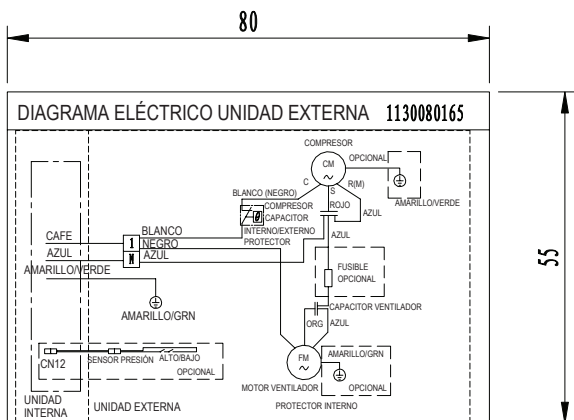 80
DIAGRAMA ELÉCTRICO UNIDAD EXTERNA 1130080165
COMPRESOR
CM
OPCIONAL
C
S
R(M)
BLANCO (NEGRO)
COMPRESOR
CAPACITOR
ROJO
AZUL
AMARILLO/VERDE
INTERNO/EXTERNO
PROTECTOR
AZUL
BLANCO
CAFE
1
NEGRO
AZUL
N
AZUL
AMARILLO/VERDE
FUSIBLE
OPCIONAL
AMARILLO/GRN
CAPACITOR VENTILADOR
ORG
AZUL
CN12
SENSOR PRESIÓN
ALTO/BAJO
OPCIONAL
FM
AMARILLO/GRN
OPCIONAL
MOTOR VENTILADOR
PROTECTOR INTERNO
UNIDAD
INTERNA
UNIDAD EXTERNA
55